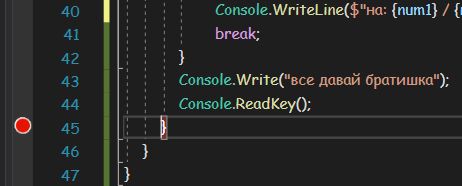 40 Console.WriteLine($"на: {num1} / {
41 break;
42 }
43 Console.Write("все давай братишка");
44 Console.ReadKey();
45 }
46 }
47 }